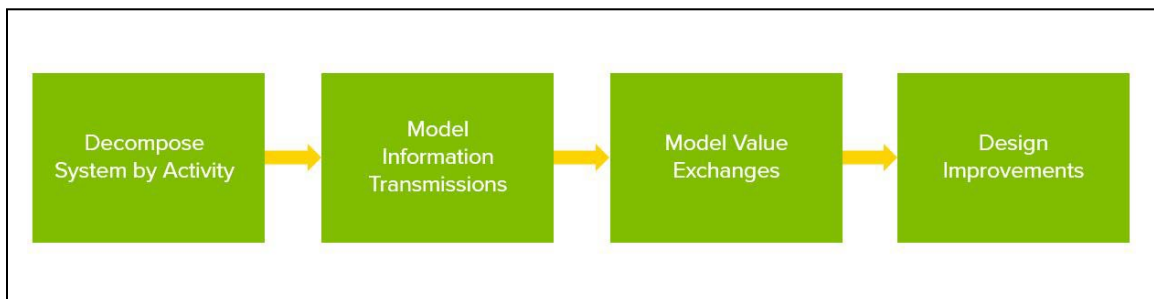 Decompose
System by Activity
Model
Information
Transmissions
Model Value
Exchanges
Design
Improvements